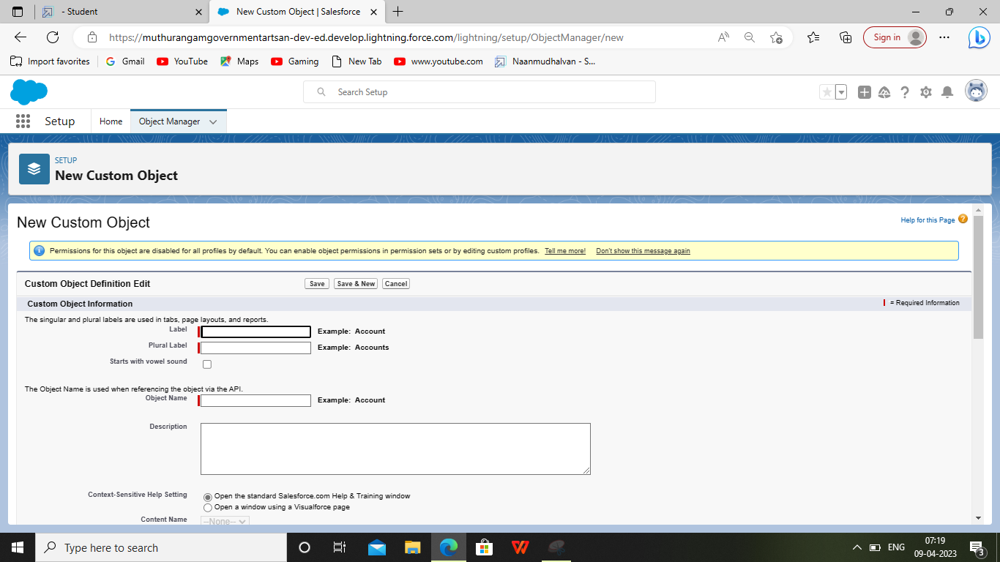 - Student
New Custom Object | Salesforce
https://muthurangamgovernmentartsan-dev-ed.develop.lightning.force.com/lightning/setup/ObjectManager/new
Sign in
Import favorites
Gmail
YouTube
Maps
Gaming
New Tab
www.youtube.com
Naanmudhalvan - S...
Search Setup
Setup
Home
Object Manager
SETUP
New Custom Object
New Custom Object
Help for this Page
Permissions for this object are disabled for all profiles by default. You can enable object permissions in permission sets or by editing custom profiles. Tell me more! Don't show this message again
Custom Object Definition Edit
Save
Save & New
Cancel
Custom Object Information
= Required Information
The singular and plural labels are used in tabs, page layouts, and reports.
Label
Example: Account
Plural Label
Example: Accounts
Starts with vowel sound
The Object Name is used when referencing the object via the API.
Object Name
Example: Account
Description
Context-Sensitive Help Setting
Open the standard Salesforce.com Help & Training window
Open a window using a Visualforce page
Content Name
--None--
Type here to search
ENG
07:19
09-04-2023
3